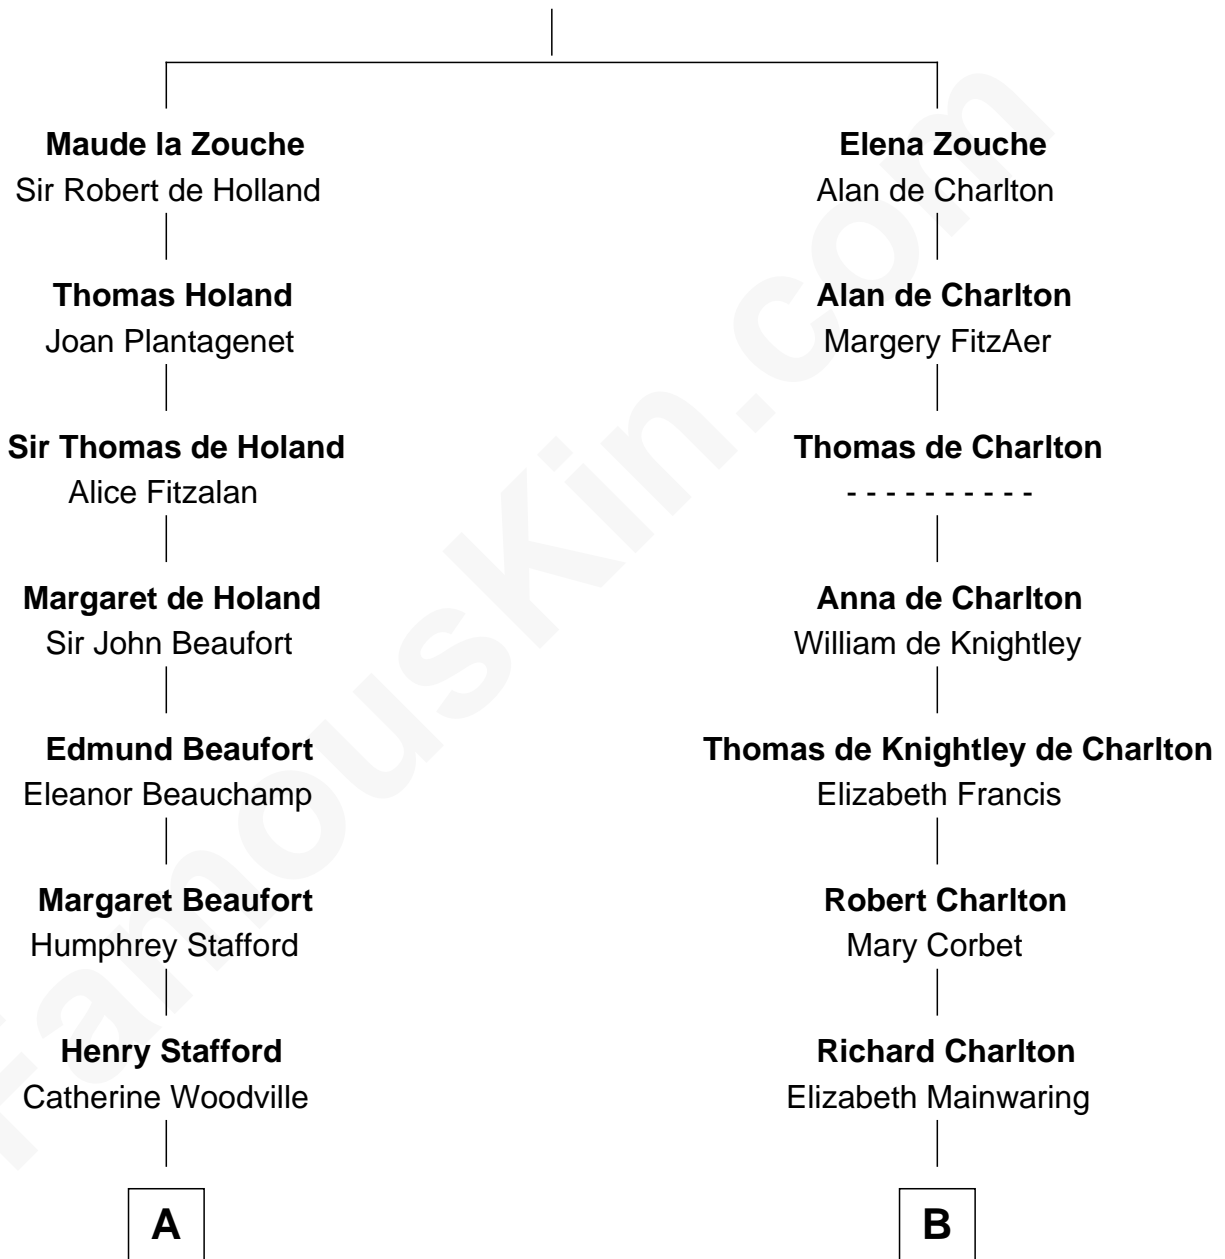 Maude la Zouche
Sir Robert de Holland
Thomas Holand
Joan Plantagenet
Sir Thomas de Holand
Alice Fitzalan
Margaret de Holand
Sir John Beaufort
Edmund Beaufort
Eleanor Beauchamp
Margaret Beaufort
Humphrey Stafford
Henry Stafford
Catherine Woodville
A
Elena Zouche
Alan de Charlton
Alan de Charlton
Margery FitzAer
Thomas de Charlton
- - - - - - - - - -
Anna de Charlton
William de Knightley
Thomas de Knightley de Charlton
Elizabeth Francis
Robert Charlton
Mary Corbet
Richard Charlton
Elizabeth Mainwaring
B
FamousKin.com